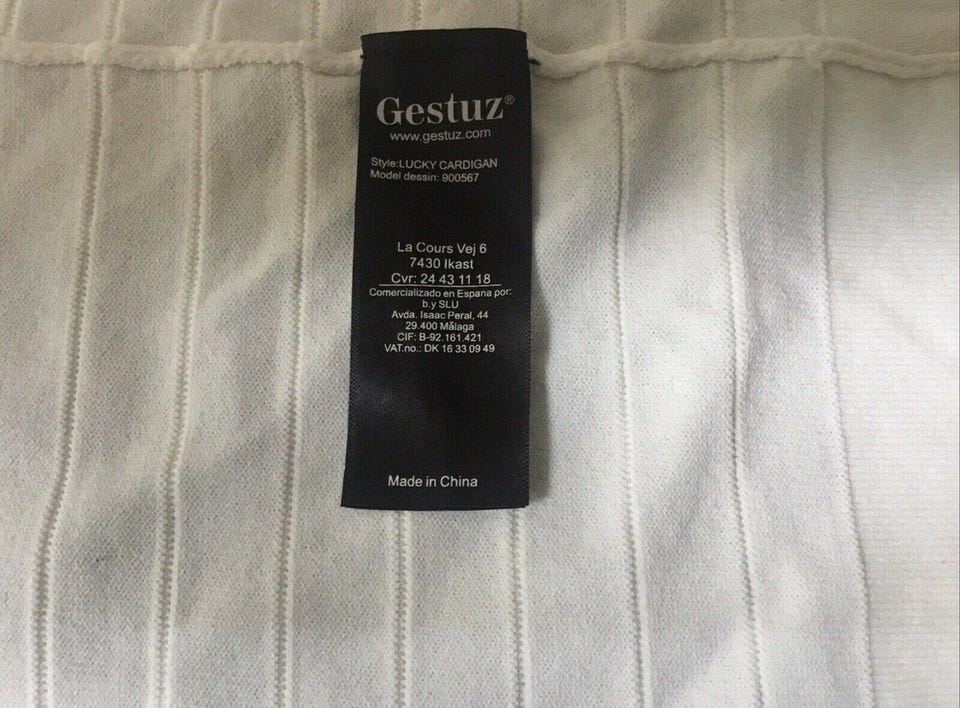 Gestuz®
www.gestuz.com
Style:LUCKY CARDIGAN
Model dessin: 900567
La Cours Vej 6
7430 Ikast
Cvr: 24 43 11 18
Comercializado en Espana por:
b.y SLU
Avda. Isaac Peral, 44
29.400 Målaga
CIF: B-92.161.421
VAT.no.: DK 16 33 09 49
Made in China